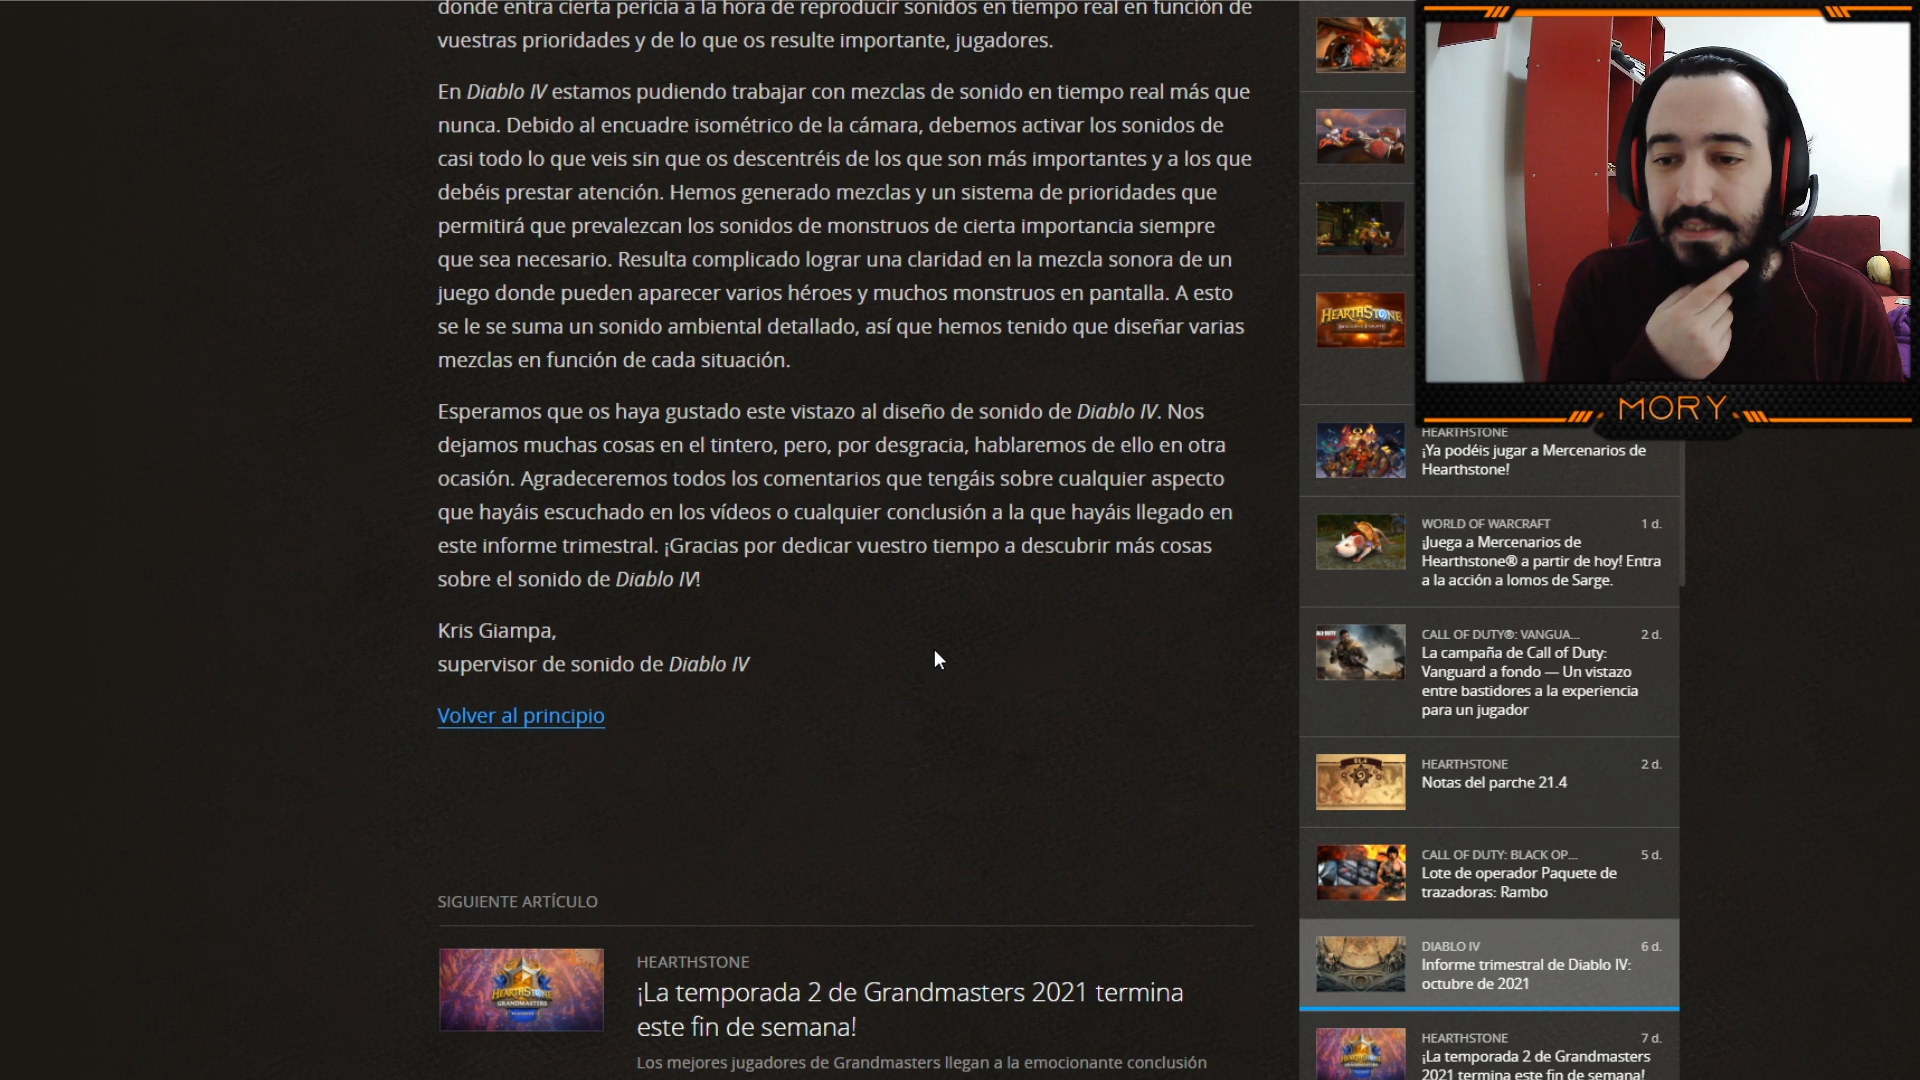 donde entra cierta pericia a la hora de reproducir sonidos en tiempo real en función de
vuestras prioridades y de lo que os resulte importante, jugadores.
En Diablo IV estamos pudiendo trabajar con mezclas de sonido en tiempo real más que
nunca. Debido al encuadre isométrico de la cámara, debemos activar los sonidos de
casi todo lo que veis sin que os descentréis de los que son más importantes y a los que
debéis prestar atención. Hemos generado mezclas y un sistema de prioridades que
permitirá que prevalezcan los sonidos de monstruos de cierta importancia siempre
que sea necesario. Resulta complicado lograr una claridad en la mezcla sonora de un
juego donde pueden aparecer varios héroes y muchos monstruos en pantalla. A esto
se le se suma un sonido ambiental detallado, así que hemos tenido que diseñar varias
mezclas en función de cada situación.
Esperamos que os haya gustado este vistazo al diseño de sonido de Diablo IV. Nos
dejamos muchas cosas en el tintero, pero, por desgracia, hablaremos de ello en otra
ocasión. Agradeceremos todos los comentarios que tengáis sobre cualquier aspecto
que hayáis escuchado en los vídeos o cualquier conclusión a la que hayáis llegado en
este informe trimestral. ¡Gracias por dedicar vuestro tiempo a descubrir más cosas
sobre el sonido de Diablo IV!
Kris Giampa,
supervisor de sonido de Diablo IV
Volver al principio
SIGUIENTE ARTÍCULO
HEARTHSTONE
GRANDMASTERS
HEARTHSTONE
¡La temporada 2 de Grandmasters 2021 termina
este fin de semana!
Los mejores jugadores de Grandmasters llegan a la emocionante conclusión
MORY
HEARTHSTONE
HEARTHSTONE
¡Ya podéis jugar a Mercenarios de
Hearthstone!
WORLD OF WARCRAFT 1 d.
¡Juega a Mercenarios de
Hearthstone® a partir de hoy! Entra
a la acción a lomos de Sarge.
CALL OF DUTY®: VANGUA... 2 d.
La campaña de Call of Duty:
Vanguard a fondo — Un vistazo
entre bastidores a la experiencia
para un jugador
21.4
HEARTHSTONE 2 d.
Notas del parche 21.4
CALL OF DUTY: BLACK OP... 5 d.
Lote de operador Paquete de
trazadoras: Rambo
DIABLO IV 6 d.
Informe trimestral de Diablo IV:
octubre de 2021
HEARTHSTONE 7 d.
¡La temporada 2 de Grandmasters
2021 termina este fin de semana!